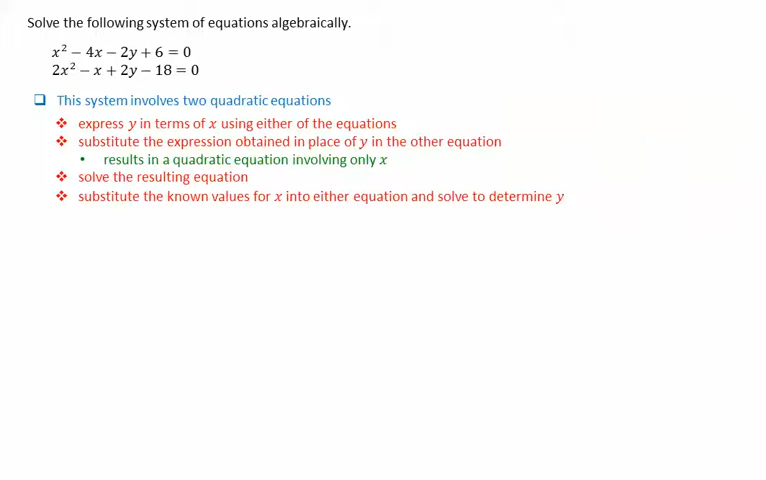 Solve the following system of equations algebraically.
x² − 4x − 2y + 6 = 0
2x² − x + 2y − 18 = 0
❑ This system involves two quadratic equations
❖ express y in terms of x using either of the equations
❖ substitute the expression obtained in place of y in the other equation
• results in a quadratic equation involving only x
❖ solve the resulting equation
❖ substitute the known values for x into either equation and solve to determine y